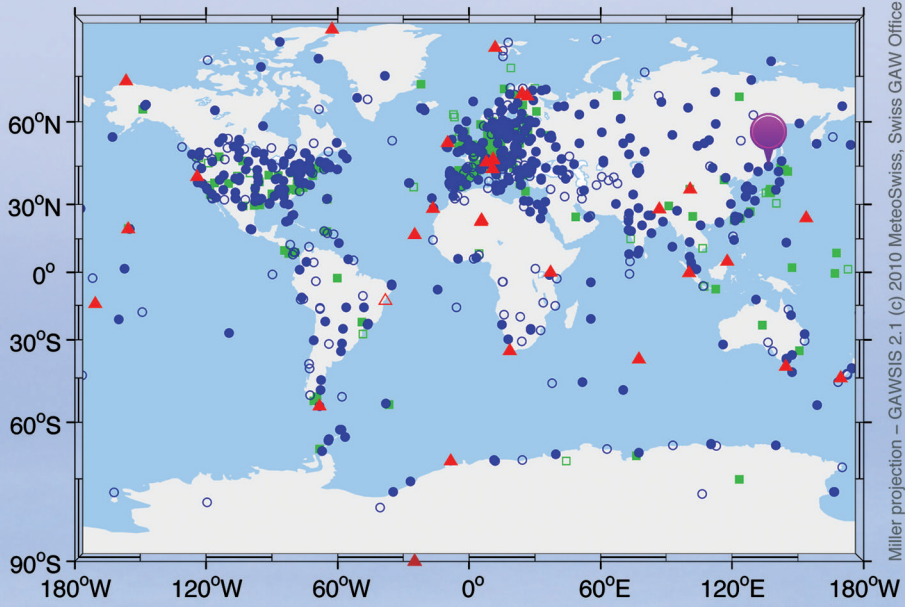 60°N
30°N
0°
30°S
60°S
90°S
180°W
120°W
60°W
0°
60°E
120°E
180°W
Miller projection – GAWSIS 2.1 (c) 2010 MeteoSwiss, Swiss GAW Office